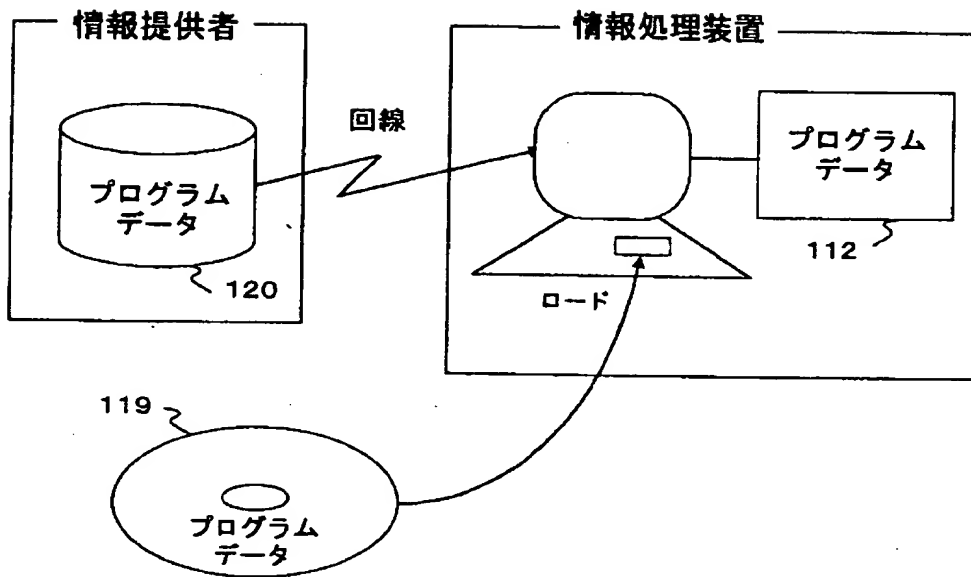 情報提供者
プログラム
データ
120
回線
情報処理装置
プログラム
データ
112
ロード
119
プログラム
データ